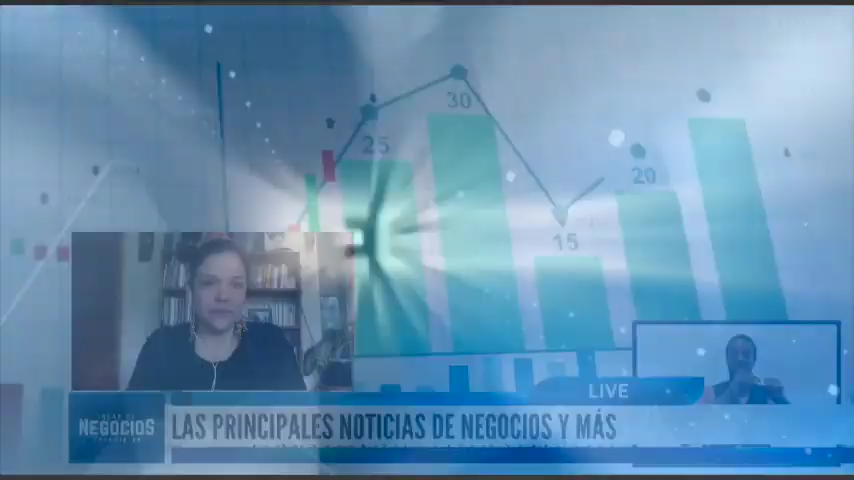 30
25
20
15
LIVE
NEGOCIOS
LAS PRINCIPALES NOTICIAS DE NEGOCIOS Y MÁS